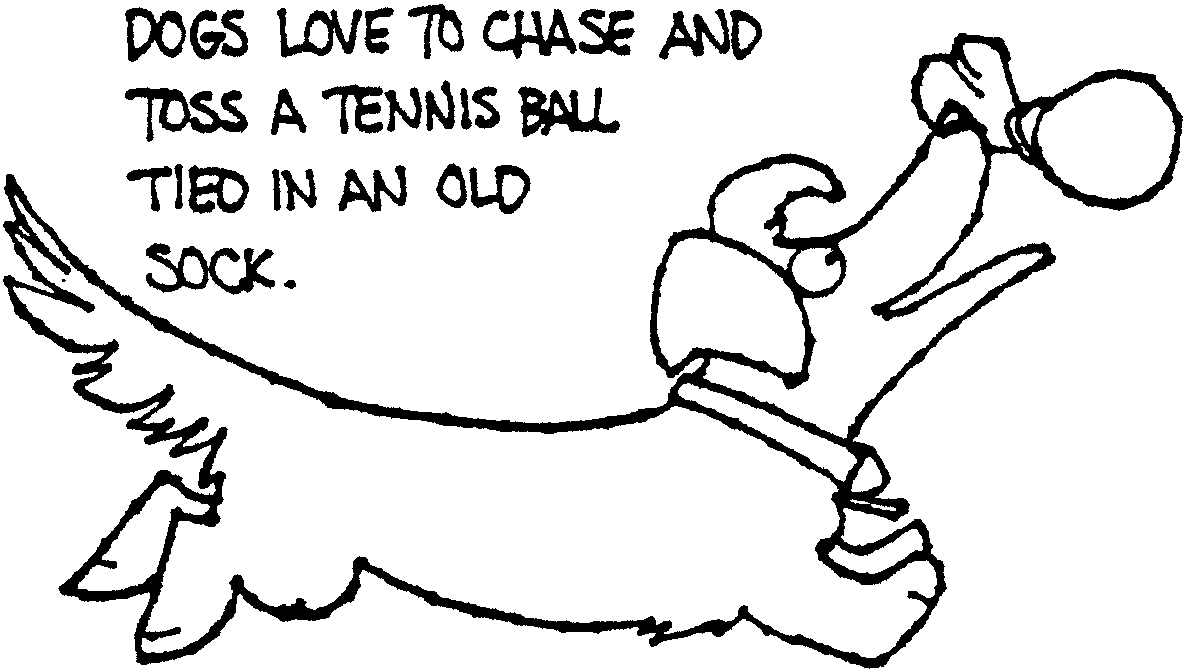 DOGS LOVE TO CHASE AND
TOSS A TENNIS BALL
TIED IN AN OLD
SOCK.